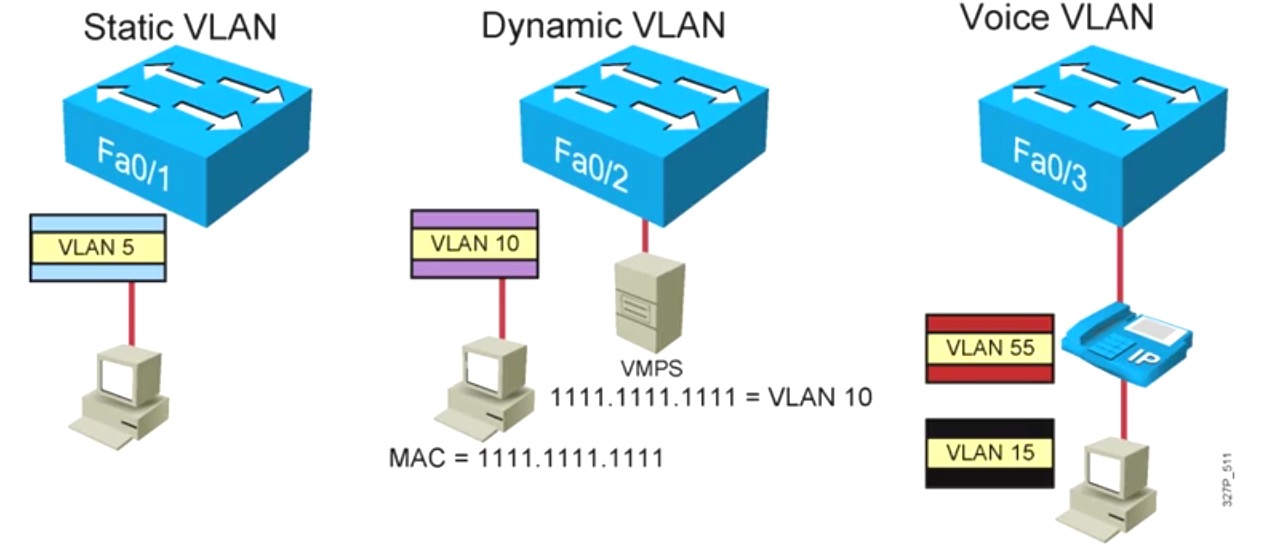 Static VLAN
Fa0/1
VLAN 5
Dynamic VLAN
Fa0/2
VLAN 10
VMPS
1111.1111.1111 = VLAN 10
MAC = 1111.1111.1111
Voice VLAN
Fa0/3
VLAN 55
IP
VLAN 15
327P_511